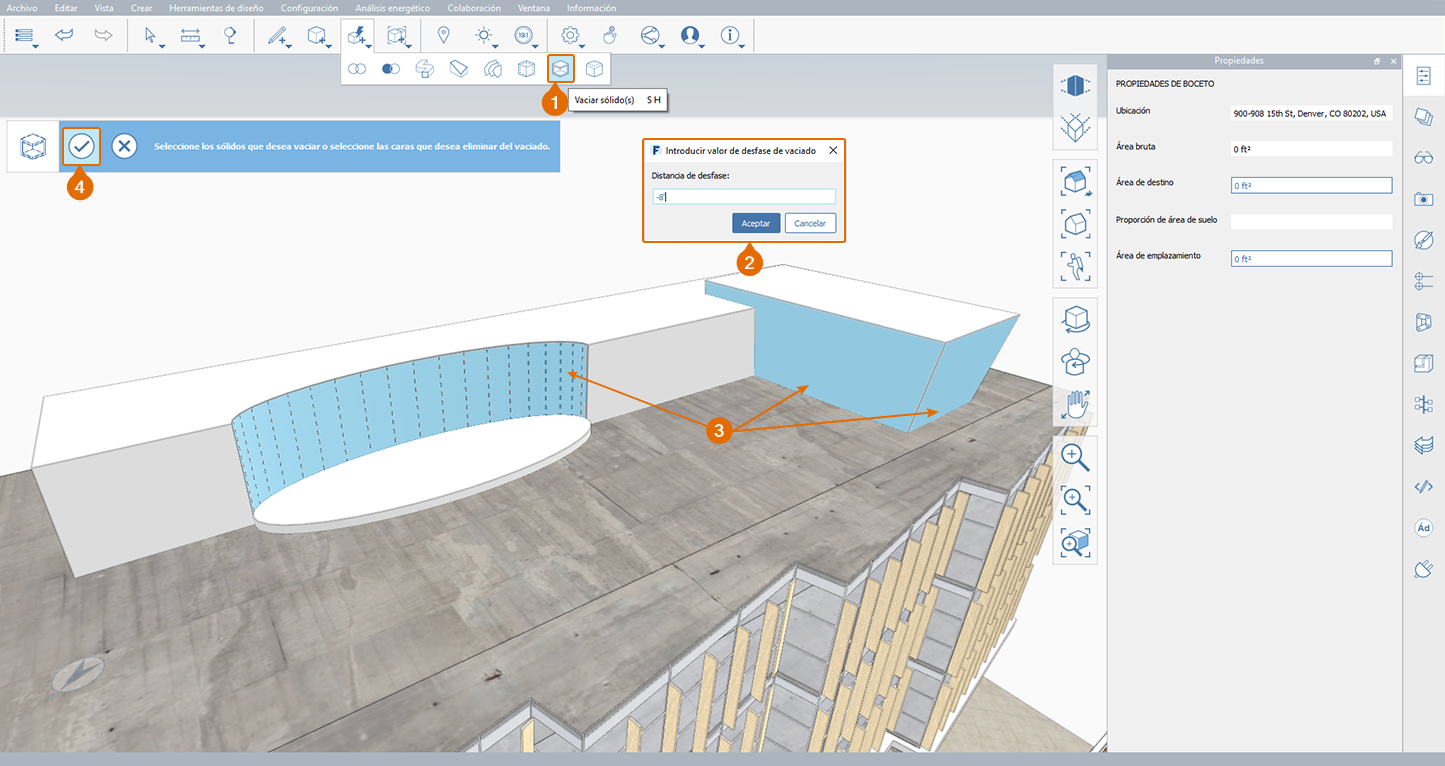 Archivo Editar Vista Crear Herramientas de diseño Configuración Análisis energético Colaboración Ventana Información
191
1
Vaciar sólido(s) S H
4
Seleccione los sólidos que desea vaciar o seleccione las caras que desea eliminar del vaciado.
F Introducir valor de desfase de vaciado
Distancia de desfase:
-8'
Aceptar Cancelar
2
3
Propiedades
PROPIEDADES DE BOCETO
Ubicación 900-908 15th St, Denver, CO 80202, USA
Área bruta 0 ft²
Área de destino 0 ft²
Proporción de área de suelo
Área de emplazamiento 0 ft²
Ad